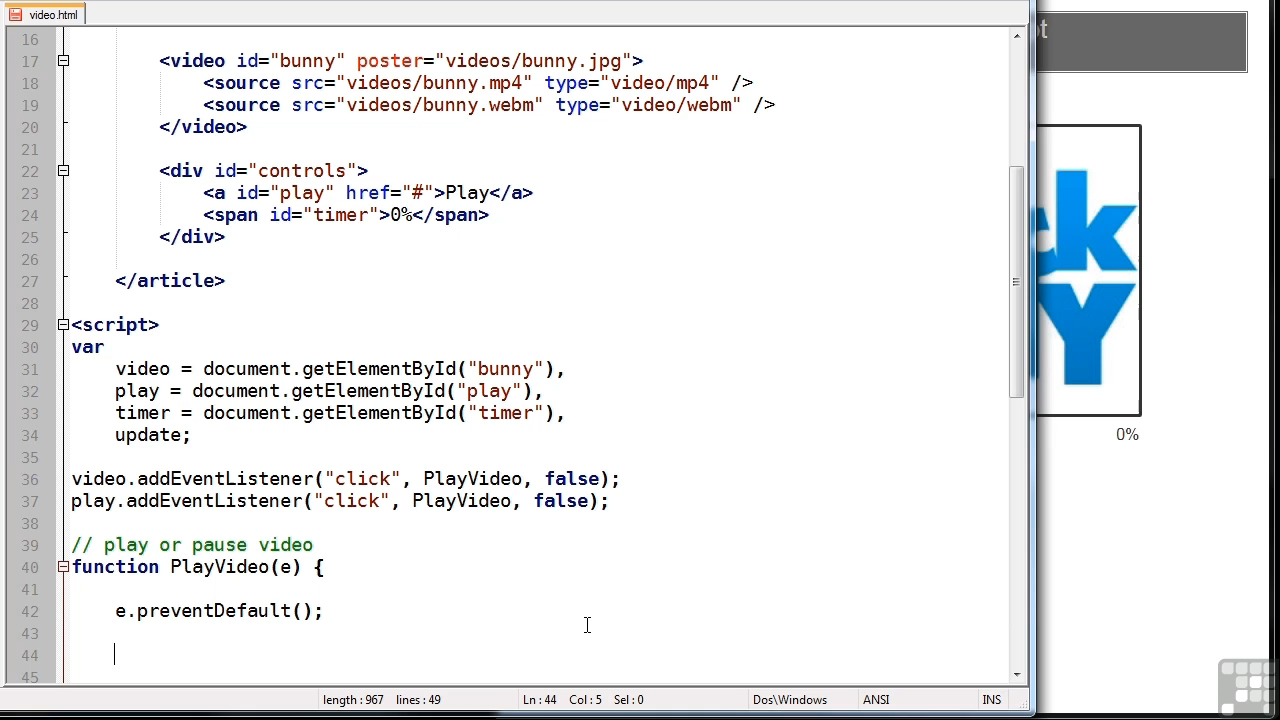 video.html
16
17 <video id="bunny" poster="videos/bunny.jpg">
18 <source src="videos/bunny.mp4" type="video/mp4" />
19 <source src="videos/bunny.webm" type="video/webm" />
20 </video>
21
22 <div id="controls">
23 <a id="play" href="#">Play</a>
24 <span id="timer">0%</span>
25 </div>
26
27 </article>
28
29 <script>
30 var
31 video = document.getElementById("bunny"),
32 play = document.getElementById("play"),
33 timer = document.getElementById("timer"),
34 update;
35
36 video.addEventListener("click", PlayVideo, false);
37 play.addEventListener("click", PlayVideo, false);
38
39 // play or pause video
40 function PlayVideo(e) {
41
42 e.preventDefault();
43
44
45
length : 967 lines : 49 Ln : 44 Col : 5 Sel : 0 Dos\Windows ANSI INS
ck
Y
0%